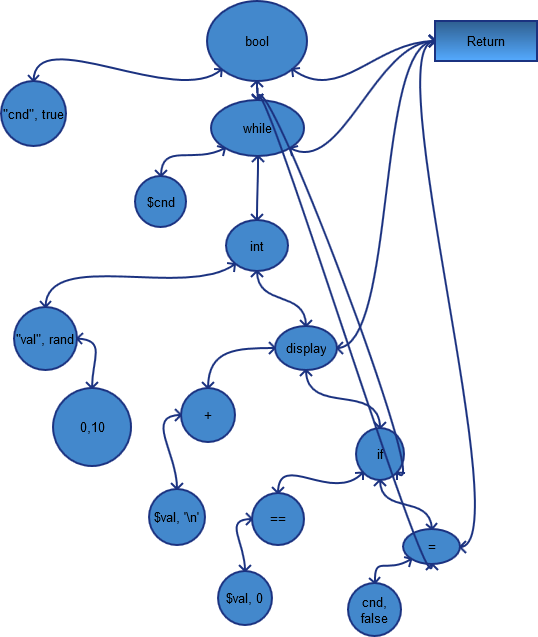 bool
Return
"cnd", true
while
$cnd
int
"val", rand
display
0,10
+
if
$val, '\n'
==
=
$val, 0
cnd,
false